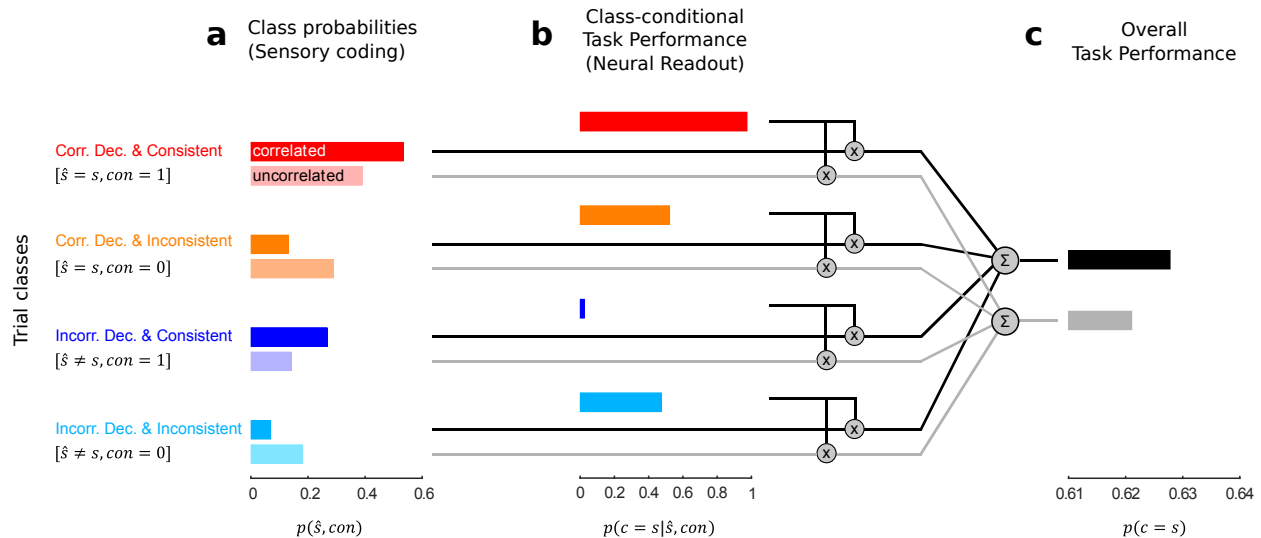 a
Class probabilities
(Sensory coding)
b
Class-conditional
Task Performance
(Neural Readout)
c
Overall
Task Performance
Trial classes
Corr. Dec. & Consistent
[ŝ = s, con = 1]
correlated
uncorrelated
Corr. Dec. & Inconsistent
[ŝ = s, con = 0]
Incorr. Dec. & Consistent
[ŝ ≠ s, con = 1]
Incorr. Dec. & Inconsistent
[ŝ ≠ s, con = 0]
x
x
x
x
x
x
x
x
Σ
Σ
0 0.2 0.4 0.6
p(ŝ, con)
0 0.2 0.4 0.6 0.8 1
p(c = s|ŝ, con)
0.61 0.62 0.63 0.64
p(c = s)